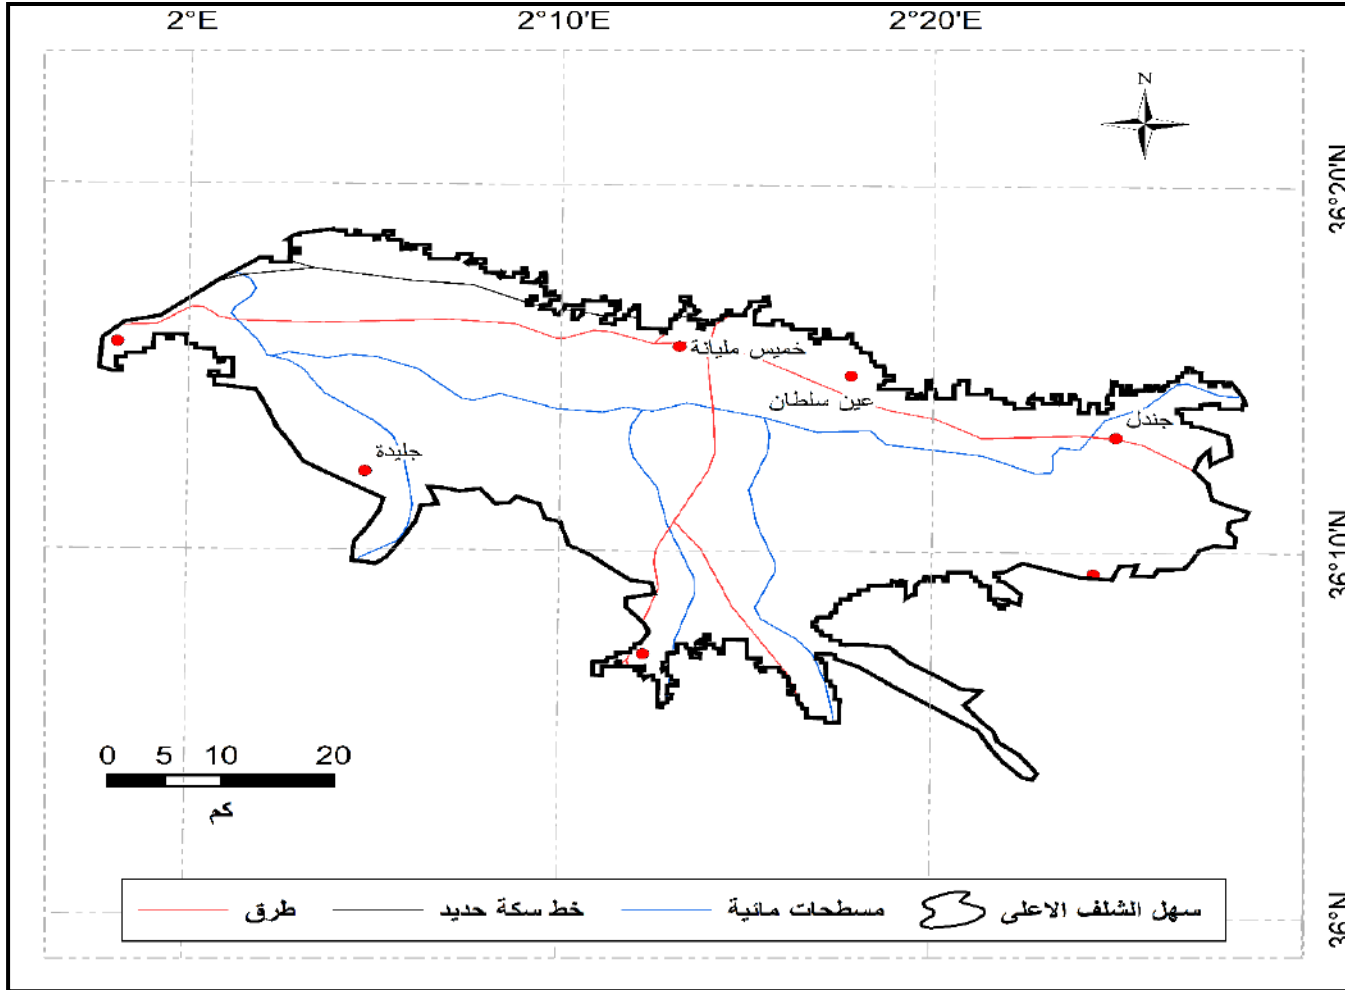 2°E 2°10'E 2°20'E
N
36°20'N
خميس مليانة
عين سلطان
جندل
جليدة
36°10'N
0 5 10 20
كم
36°N
سهل الشلف الاعلى مسطحات مائية خط سكة حديد طرق